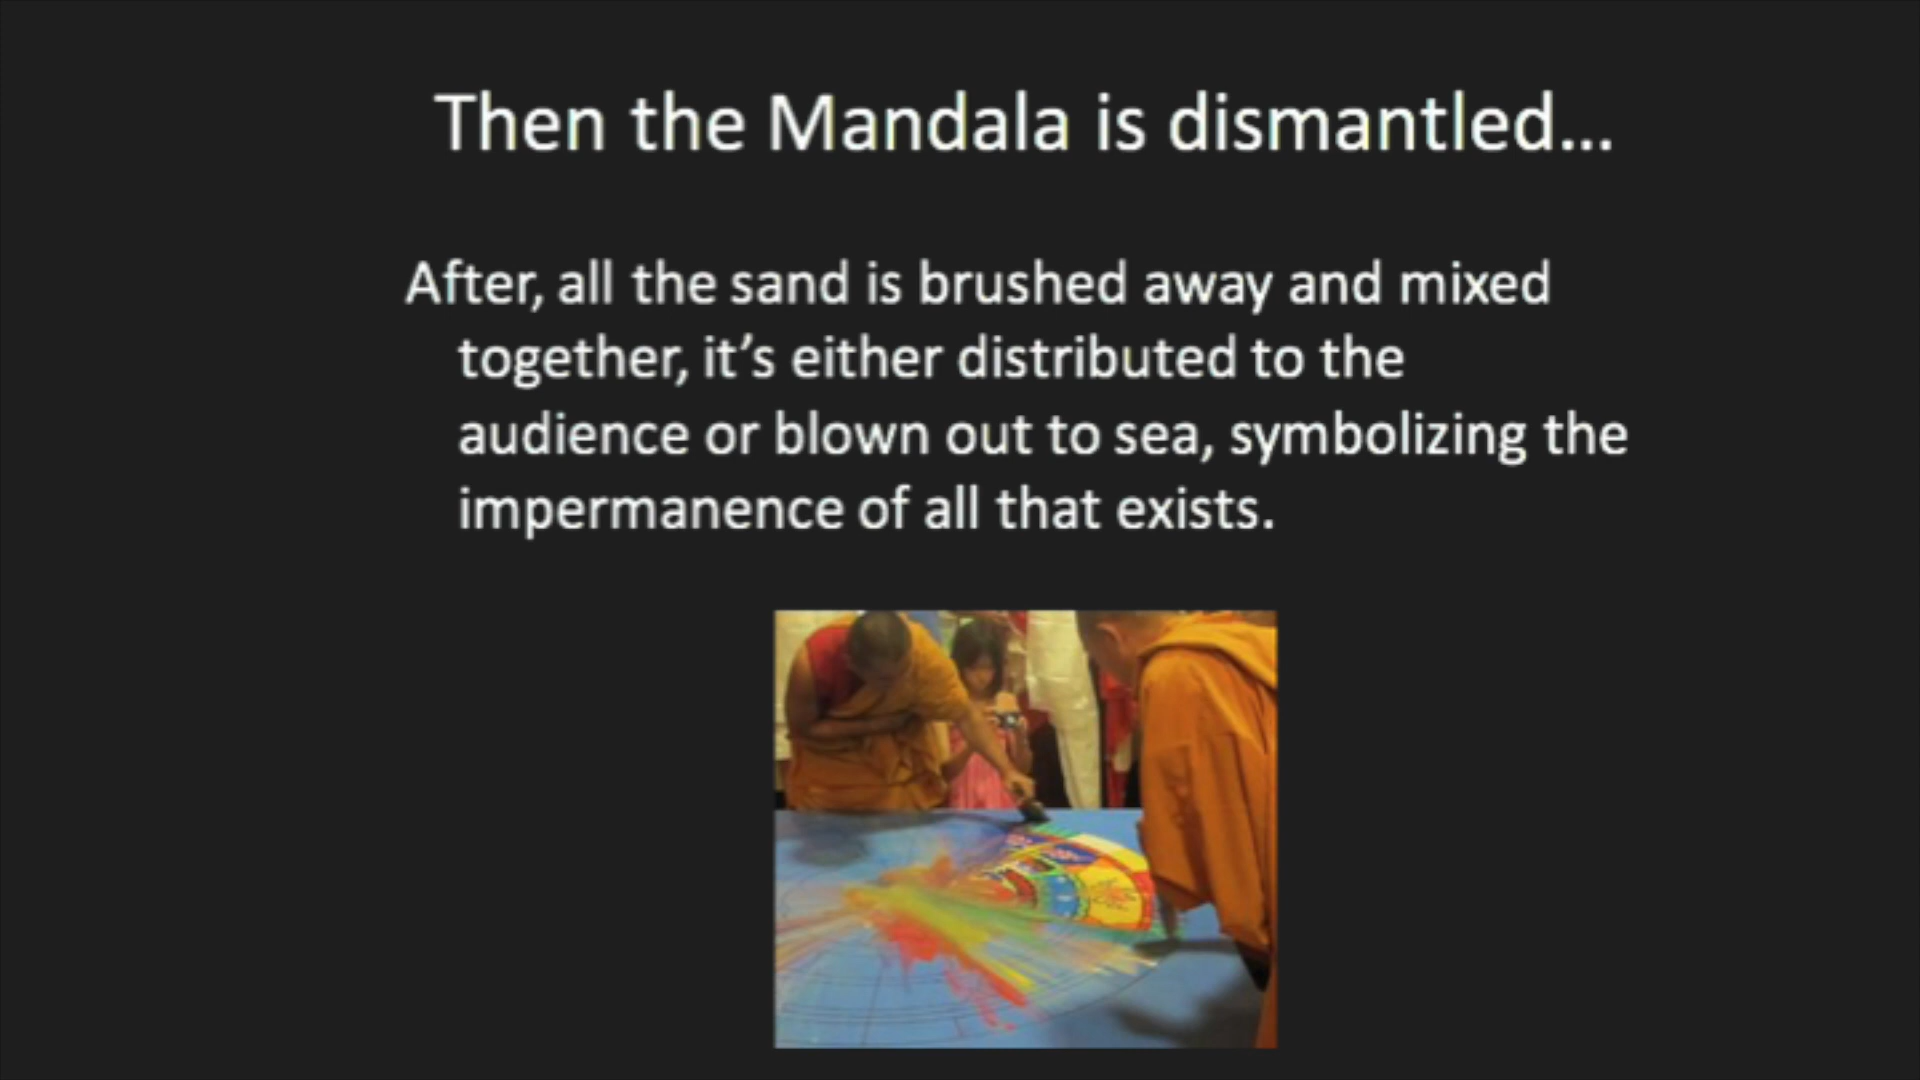 Then the Mandala is dismantled...
After, all the sand is brushed away and mixed
together, it’s either distributed to the
audience or blown out to sea, symbolizing the
impermanence of all that exists.